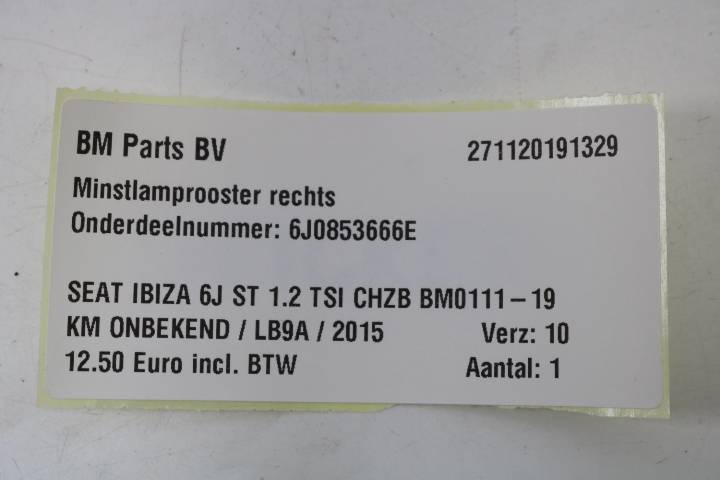 BM Parts BV 271120191329
Minstlamprooster rechts
Onderdeelnummer: 6J0853666E
SEAT IBIZA 6J ST 1.2 TSI CHZB BM0111-19
KM ONBEKEND / LB9A / 2015 Verz: 10
12.50 Euro incl. BTW Aantal: 1